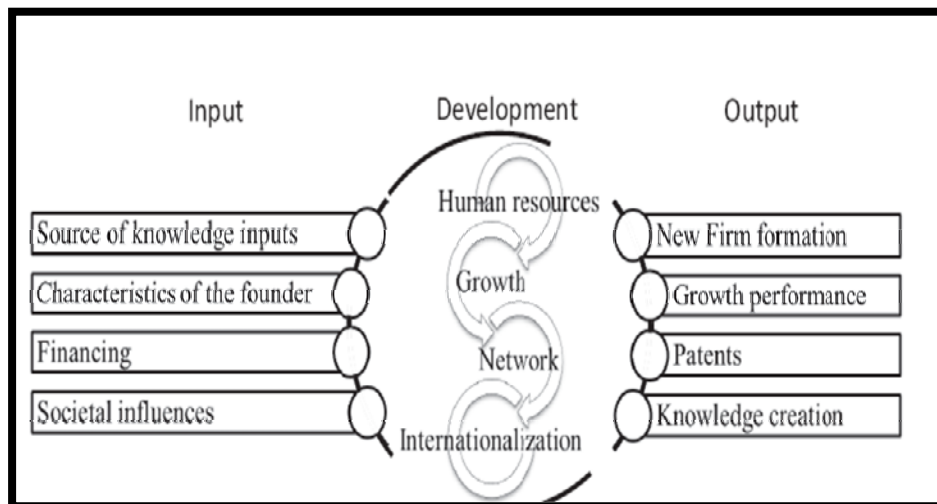 Input
Development
Output
Source of knowledge inputs
Characteristics of the founder
Financing
Societal influences
Human resources
Growth
Network
Internationalization
New Firm formation
Growth performance
Patents
Knowledge creation